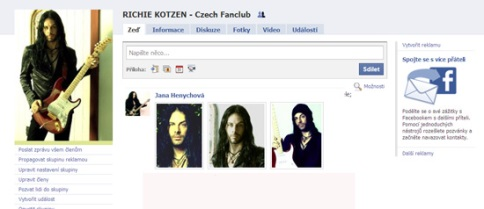 RICHIE KOTZEN - Czech Fanclub
Zeď Informace Diskuze Fotky Video Události
Napište něco...
Příloha:
Sdílet
Možnosti
Jana Henychová
Poslat zprávu všem členům
Propagovat skupinu reklamou
Upravit nastavení skupiny
Upravit členy
Pozvat lidi do skupiny
Vytvořit událost
Vytvořit reklamu
Spojte se s více přáteli
Podělte se o své zážitky s
Facebookem s dalšími přáteli.
Pomocí jednoduchých
nástrojů rozešlete pozvánky a
začněte navazovat kontakty.
Další reklamy